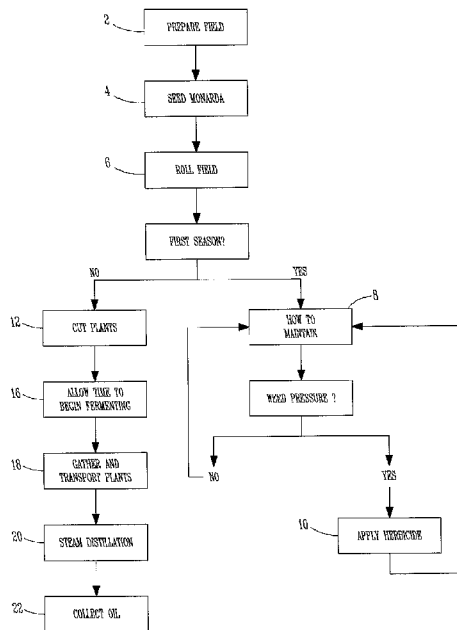 2
PREPARE FIELD
4
SEED MONARDA
6
ROLL FIELD
FIRST SEASON?
NO
YES
8
12
CUT PLANTS
HOW TO
MAINTAIN
16
ALLOW TIME TO
BEGIN FERMENTING
WEED PRESSURE ?
18
GATHER AND
TRANSPORT PLANTS
NO
YES
20
STEAM DISTILLATION
10
APPLY HERBICIDE
22
COLLECT OIL